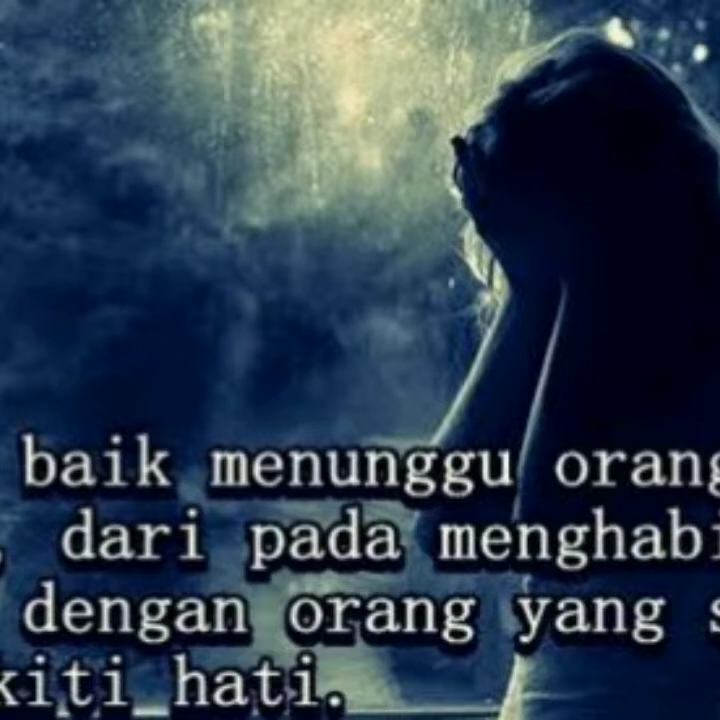 baik menunggu orang
, dari pada menghabi
dengan orang yang s
kiti hati.